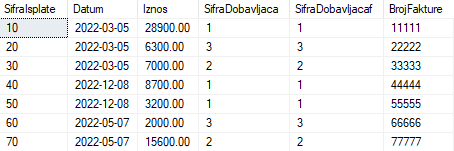 SifraIsplate Datum Iznos SifraDobavljaca SifraDobavljacaf BrojFakture
10 2022-03-05 28900.00 1 1 11111
20 2022-03-05 6300.00 3 3 22222
30 2022-03-05 7000.00 2 2 33333
40 2022-12-08 8700.00 1 1 44444
50 2022-12-08 3200.00 1 1 55555
60 2022-05-07 2000.00 3 3 66666
70 2022-05-07 15600.00 2 2 77777